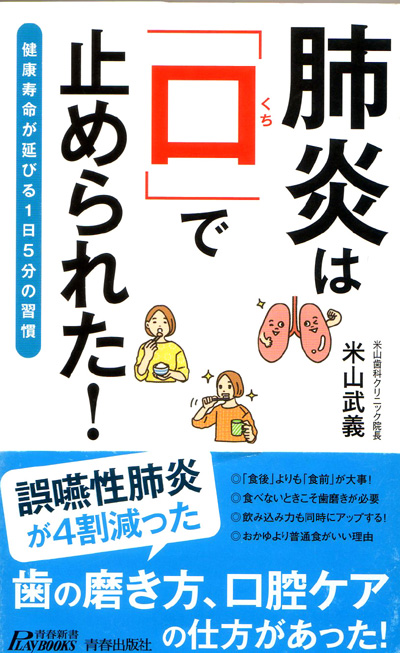 肺炎は
「口」で
くち
止められた!
健康寿命が延びる1日5分の習慣
米山歯科クリニック院長
米山武義
誤嚥性肺炎
が4割減った
◎「食後」よりも「食前」が大事!
◎食べないときこそ歯磨きが必要
◎飲み込み力も同時にアップする!
◎おかゆより普通食がいい理由
歯の磨き方、口腔ケア
の仕方があった!
青春新書
PLAYBOOKS
青春出版社